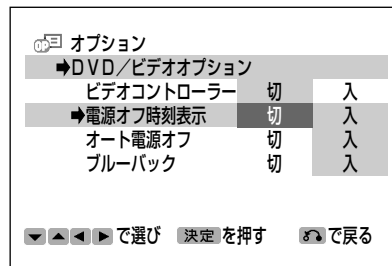 オプション
➡DVD/ビデオオプション
ビデオコントローラー 切 入
➡電源オフ時刻表示 切 入
オート電源オフ 切 入
ブルーバック 切 入
▼▲◀▶で選び 決定を押す で戻る